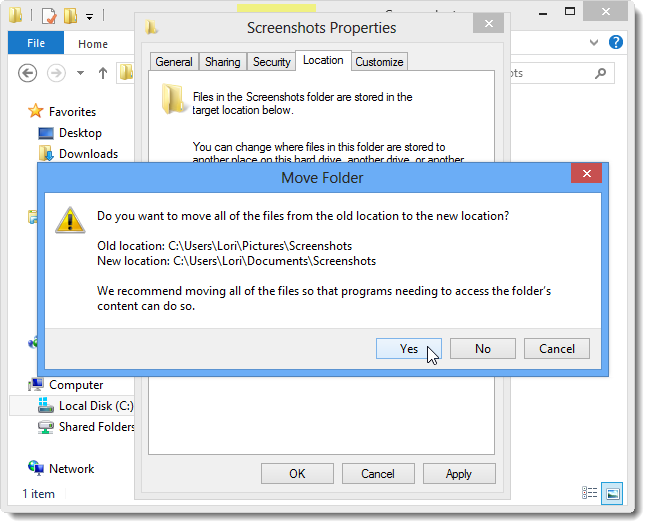 Screenshots Properties
File
Home
General
Sharing
Security
Location
Customize
Files in the Screenshots folder are stored in the
target location below.
You can change where files in this folder are stored to
another place on this hard drive, another drive, or another
Favorites
Desktop
Downloads
Move Folder
Do you want to move all of the files from the old location to the new location?
Old location: C:\Users\Lori\Pictures\Screenshots
New location: C:\Users\Lori\Documents\Screenshots
We recommend moving all of the files so that programs needing to access the folder's
content can do so.
Yes
No
Cancel
Computer
Local Disk (C:)
Shared Folders
Network
OK
Cancel
Apply
1 item